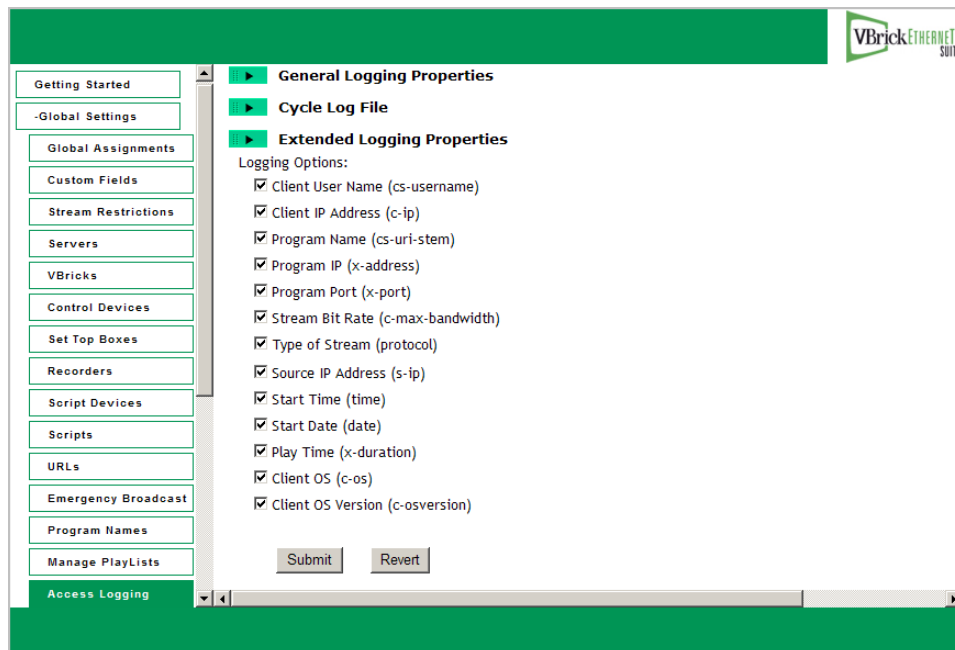 VBrick ETHERNET
SUIT
Getting Started
-Global Settings
Global Assignments
Custom Fields
Stream Restrictions
Servers
VBricks
Control Devices
Set Top Boxes
Recorders
Script Devices
Scripts
URLs
Emergency Broadcast
Program Names
Manage PlayLists
Access Logging
General Logging Properties
Cycle Log File
Extended Logging Properties
Logging Options:
Client User Name (cs-username)
Client IP Address (c-ip)
Program Name (cs-uri-stem)
Program IP (x-address)
Program Port (x-port)
Stream Bit Rate (c-max-bandwidth)
Type of Stream (protocol)
Source IP Address (s-ip)
Start Time (time)
Start Date (date)
Play Time (x-duration)
Client OS (c-os)
Client OS Version (c-osversion)
Submit Revert